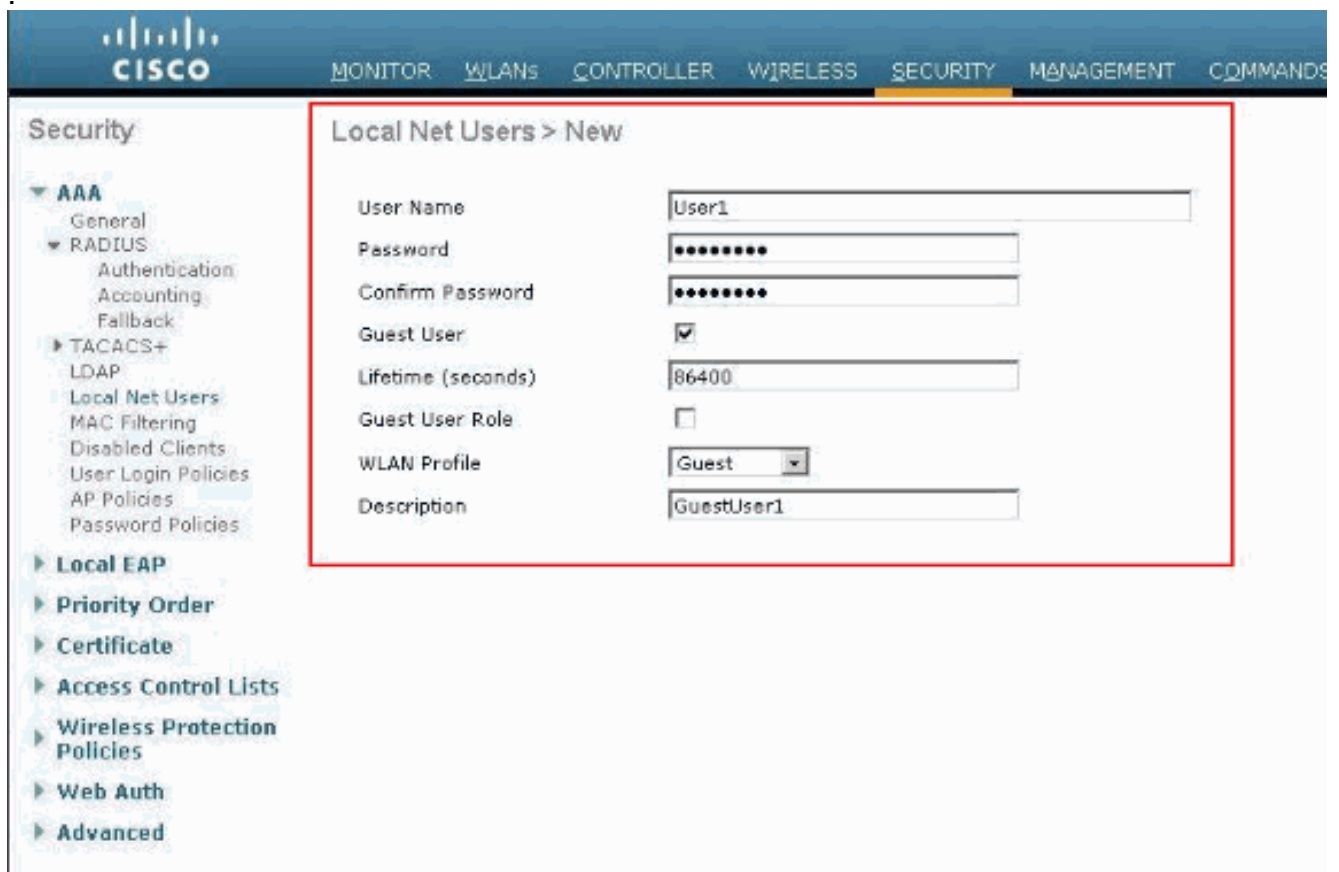 CISCO
MONITOR WLANs CONTROLLER WIRELESS SECURITY MANAGEMENT COMMANDS
Security
AAA
General
RADIUS
Authentication
Accounting
Fallback
TACACS+
LDAP
Local Net Users
MAC Filtering
Disabled Clients
User Login Policies
AP Policies
Password Policies
Local EAP
Priority Order
Certificate
Access Control Lists
Wireless Protection
Policies
Web Auth
Advanced
Local Net Users > New
User Name User1
Password ••••••••
Confirm Password ••••••••
Guest User
Lifetime (seconds) 86400
Guest User Role
WLAN Profile Guest
Description GuestUser1